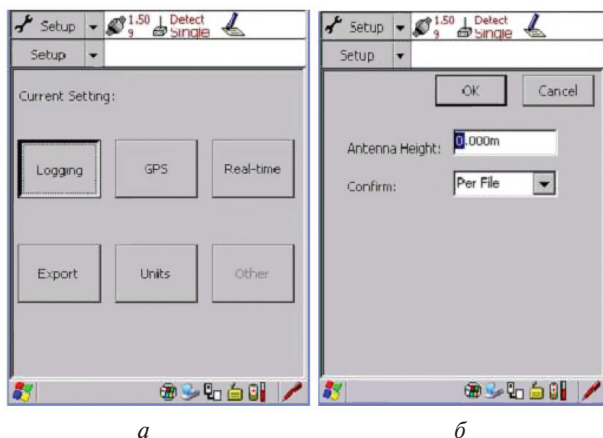 Setup 1.50 Detect
9 Single
Setup
Current Setting:
Logging GPS Real-time
Export Units Other
а
Setup 1.50 Detect
9 Single
Setup
OK Cancel
Antenna Height: 0.000m
Confirm: Per File
б